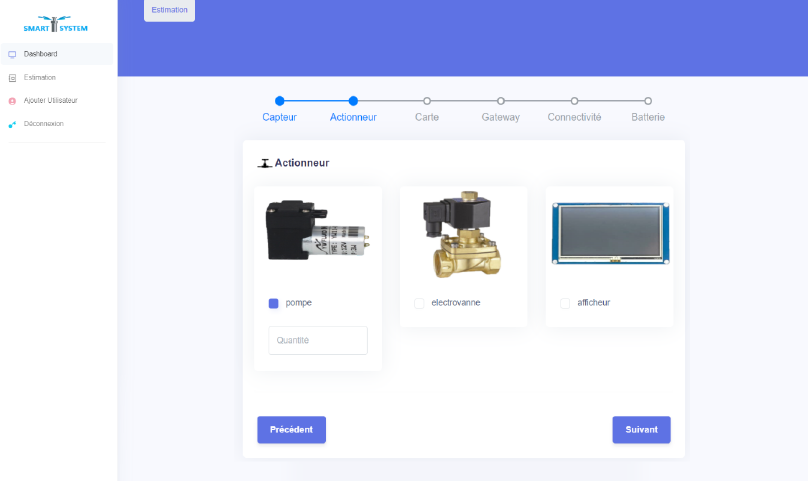 Estimation
SMART SYSTEM
Dashboard
Estimation
Ajouter Utilisateur
Déconnexion
Capteur
Actionneur
Carte
Gateway
Connectivité
Batterie
Actionneur
pompe
electrovanne
afficheur
Quantité
Précédent
Suivant